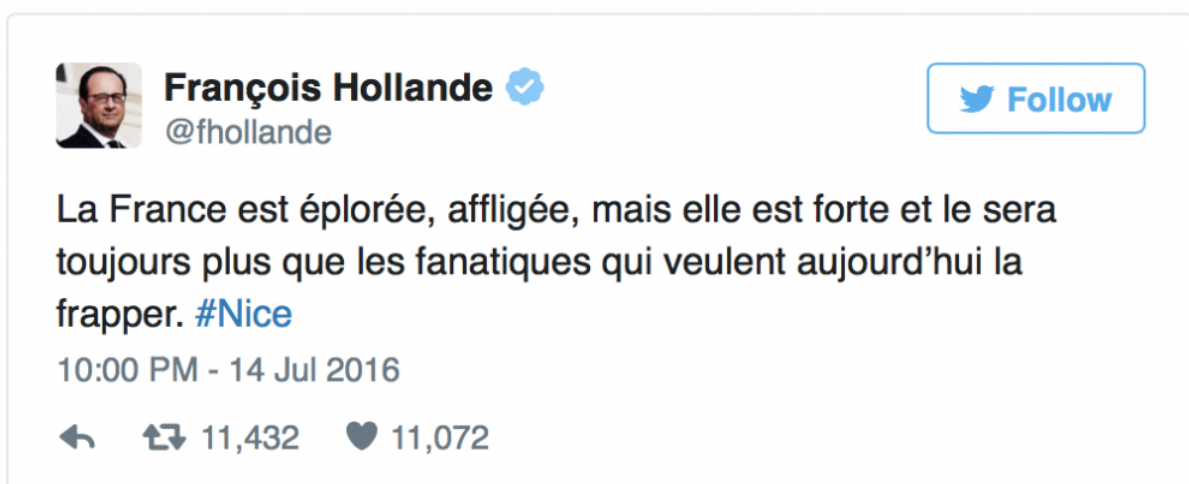 François Hollande
@fhollande
Follow
La France est éplorée, affligée, mais elle est forte et le sera
toujours plus que les fanatiques qui veulent aujourd’hui la
frapper. #Nice
10:00 PM - 14 Jul 2016
11,432 11,072